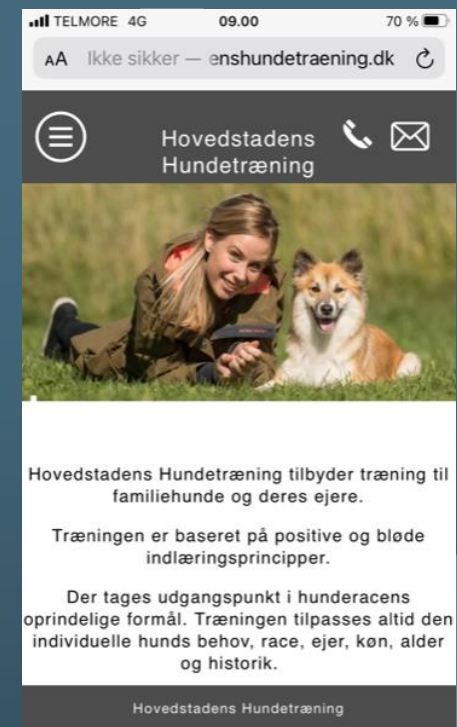 TELMORE 4G 09.00 70 %
AA Ikke sikker — enshundetraening.dk
Hovedstadens
Hundetræning
Hovedstadens Hundetræning tilbyder træning til
familiehunde og deres ejere.
Træningen er baseret på positive og bløde
indlæringsprincipper.
Der tages udgangspunkt i hunderacens
oprindelige formål. Træningen tilpasses altid den
individuelle hunds behov, race, ejer, køn, alder
og historik.
Hovedstadens Hundetræning